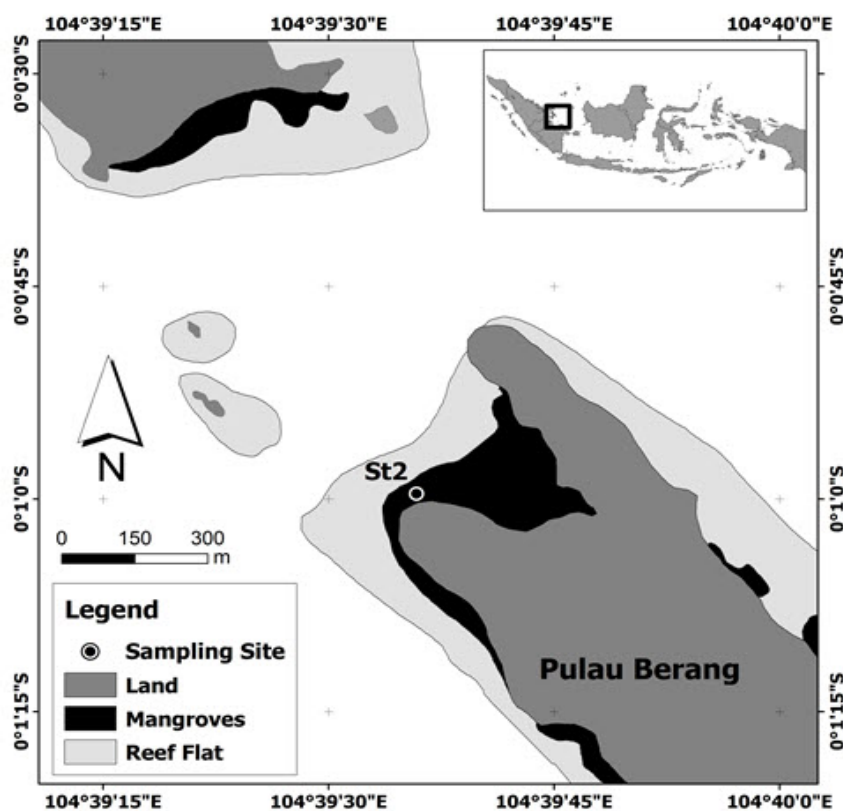 104°39'15"E 104°39'30"E 104°39'45"E 104°40'0"E
0°0'30"S 0°0'30"S
0°0'45"S 0°0'45"S
N
St2
0°1'0"S 0°1'0"S
0 150 300
m
Legend
Sampling Site
Land
Mangroves
Reef Flat
Pulau Berang
0°1'15"S 0°1'15"S
104°39'15"E 104°39'30"E 104°39'45"E 104°40'0"E